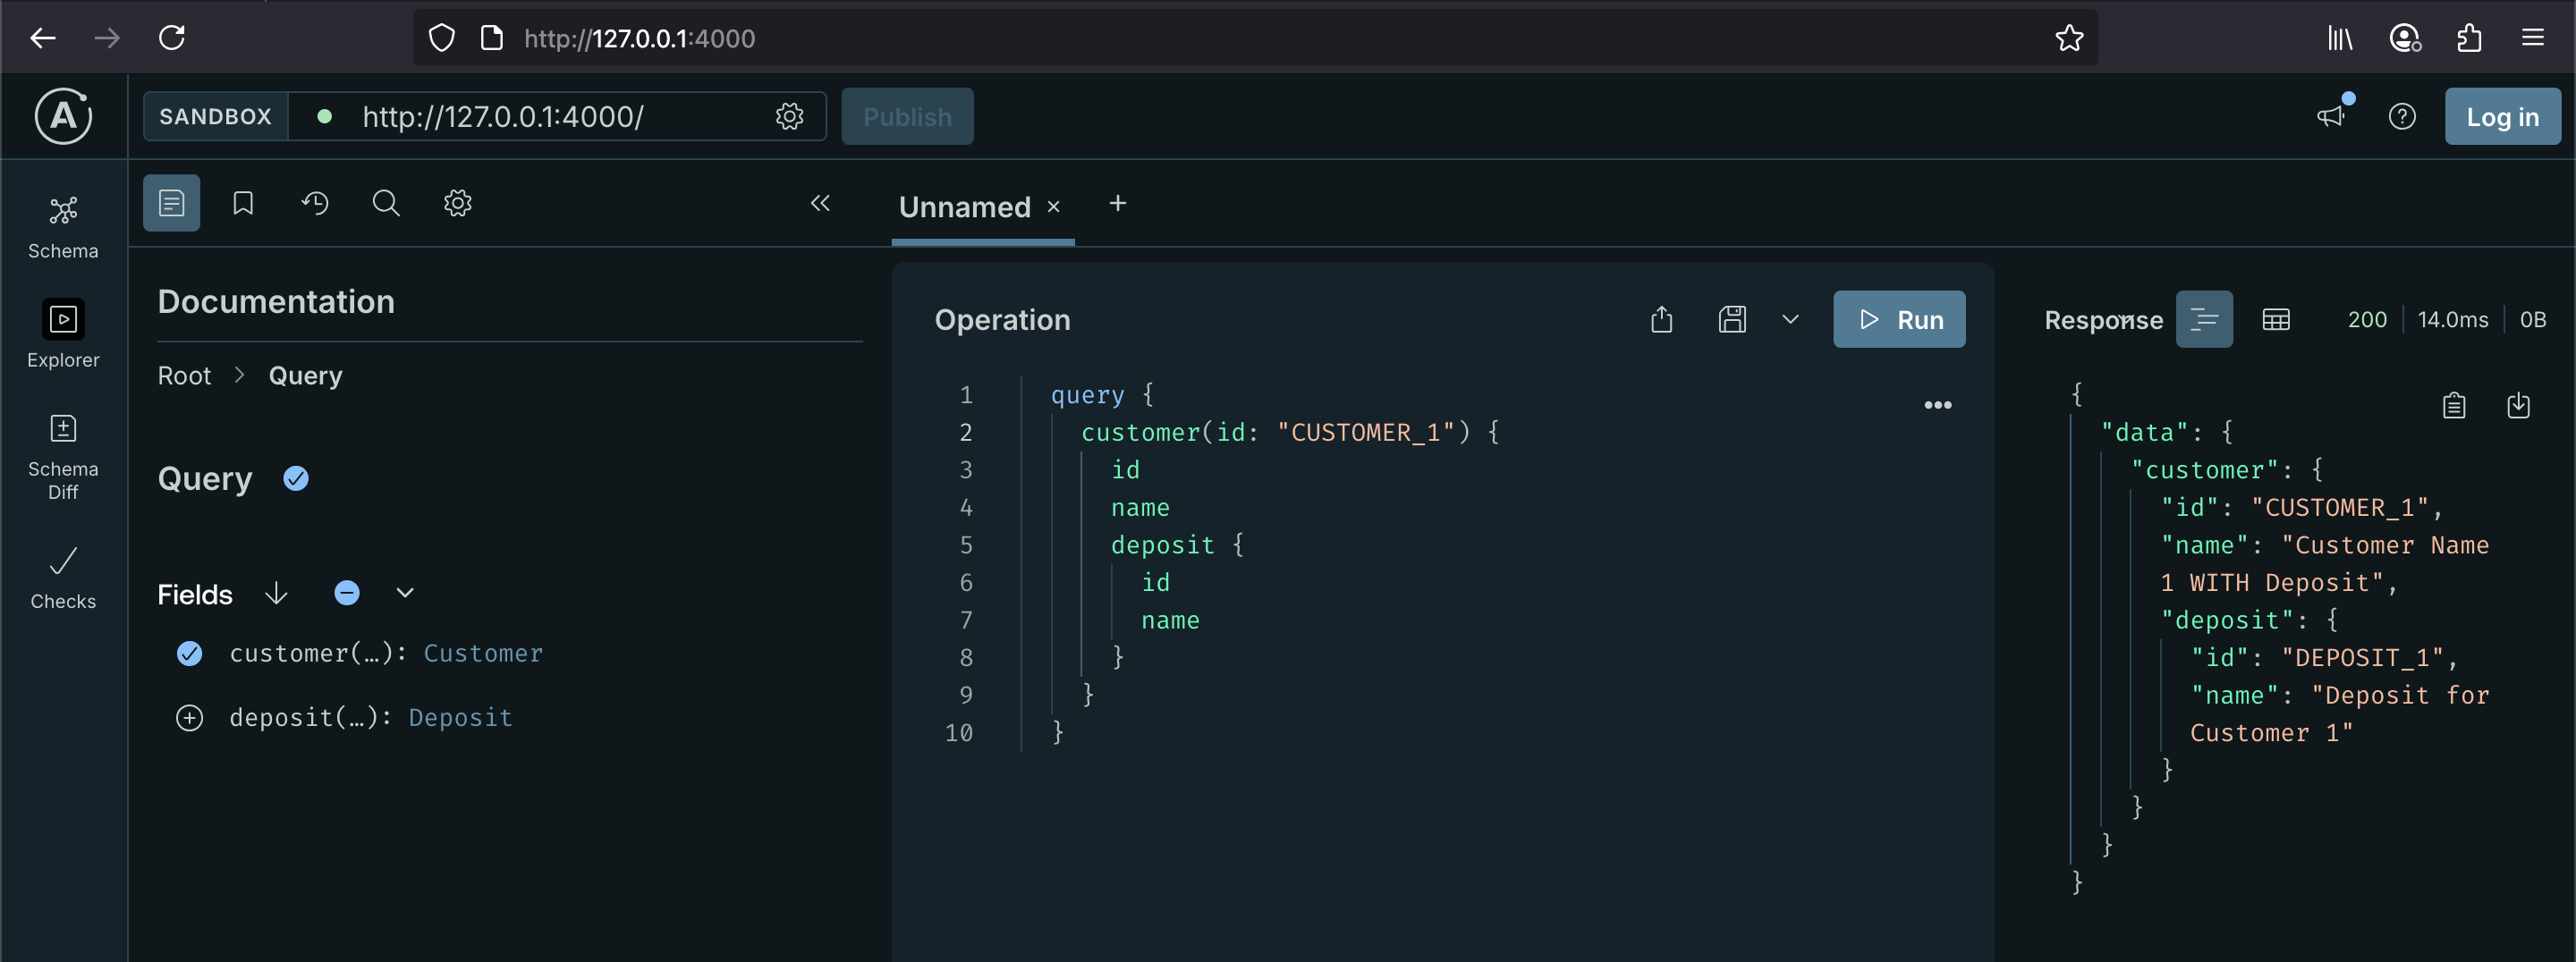 http://127.0.0.1:4000
SANDBOX
http://127.0.0.1:4000/
Publish
Log in
Schema
Explorer
Schema
Diff
Checks
Unnamed
Documentation
Root > Query
Query
Fields
customer(…): Customer
deposit(…): Deposit
Operation
Run
1 query {
2 customer(id: "CUSTOMER_1") {
3 id
4 name
5 deposit {
6 id
7 name
8 }
9 }
10 }
Response
200
14.0ms
0B
{
"data": {
"customer": {
"id": "CUSTOMER_1",
"name": "Customer Name
1 WITH Deposit",
"deposit": {
"id": "DEPOSIT_1",
"name": "Deposit for
Customer 1"
}
}
}
}